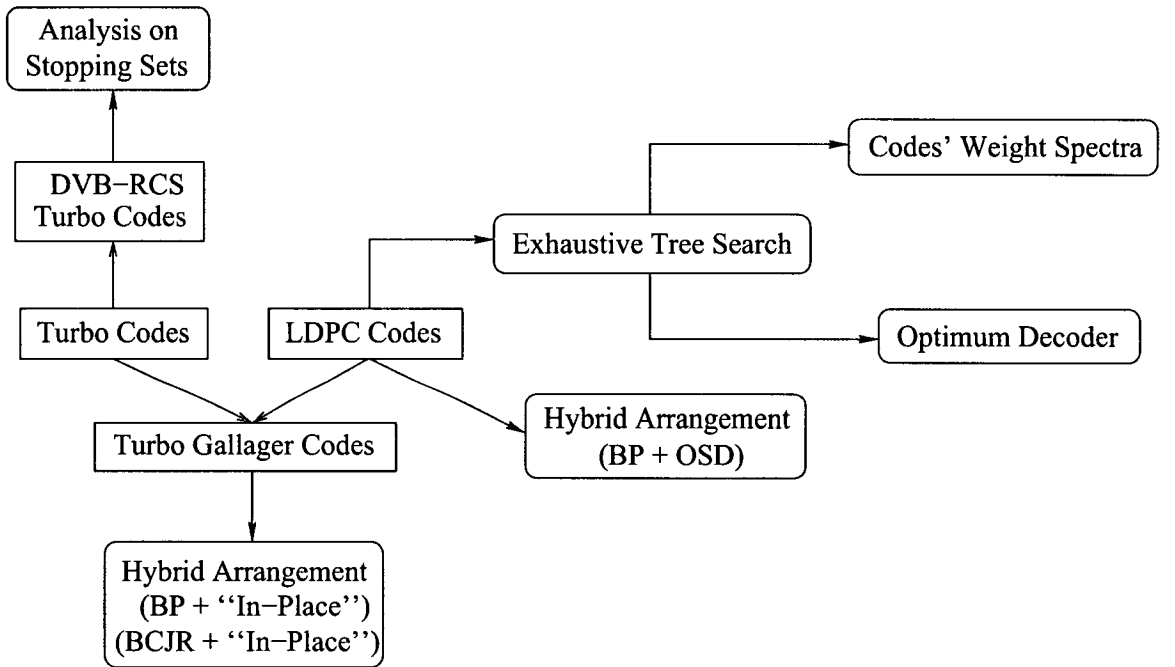 Analysis on
Stopping Sets
Codes’ Weight Spectra
DVB−RCS
Turbo Codes
Exhaustive Tree Search
Turbo Codes
LDPC Codes
Optimum Decoder
Hybrid Arrangement
(BP + OSD)
Turbo Gallager Codes
Hybrid Arrangement
(BP + ‘‘In−Place’’)
(BCJR + ‘‘In−Place’’)